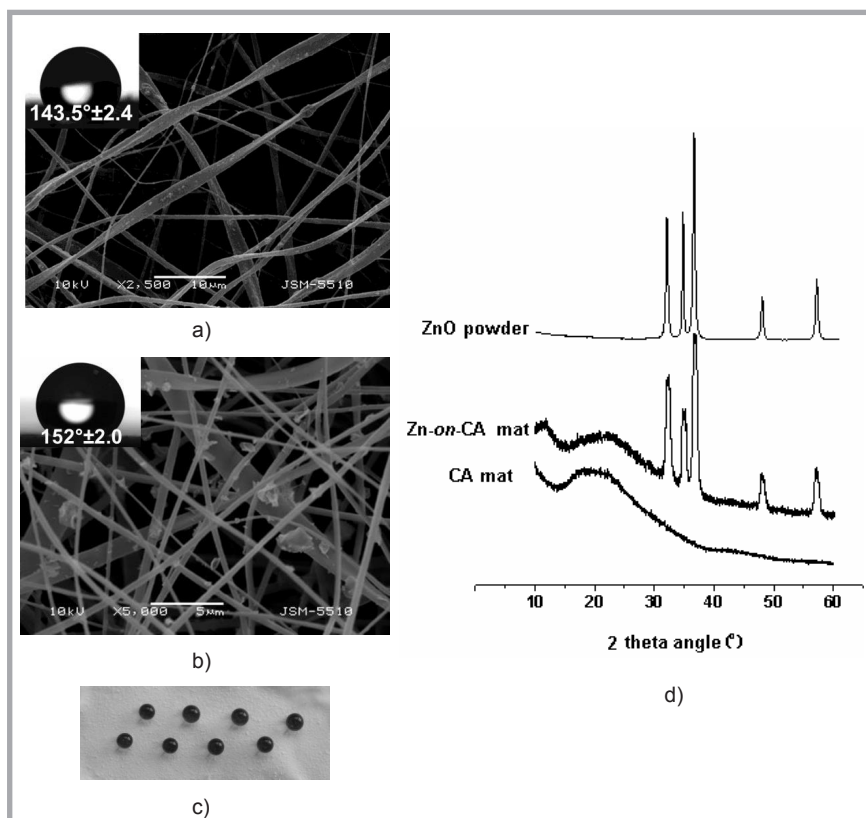 143.5°±2.4
10kV X2,500 10µm JSM-5510
a)
152°±2.0
10kV X5,000 5µm JSM-5510
b)
c)
ZnO powder
Zn-on-CA mat
CA mat
10 20 30 40 50 60
2 theta angle (⁰)
d)